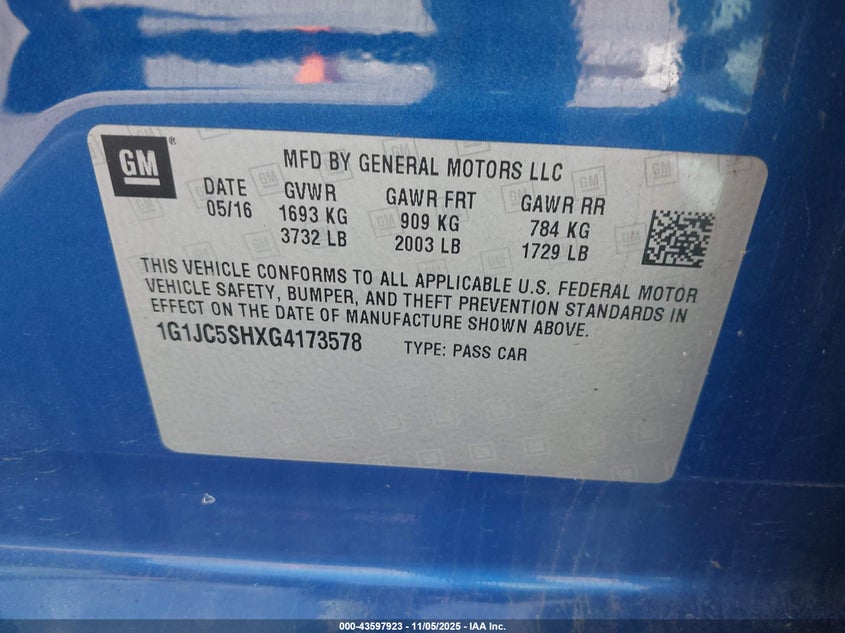 GM
®
MFD BY GENERAL MOTORS LLC
DATE GVWR GAWR FRT GAWR RR
05/16 1693 KG 909 KG 784 KG
3732 LB 2003 LB 1729 LB
THIS VEHICLE CONFORMS TO ALL APPLICABLE U.S. FEDERAL MOTOR
VEHICLE SAFETY, BUMPER, AND THEFT PREVENTION STANDARDS IN
EFFECT ON THE DATE OF MANUFACTURE SHOWN ABOVE.
1G1JC5SHXG4173578 TYPE: PASS CAR
000-43597923 - 11/05/2025 - IAA Inc.